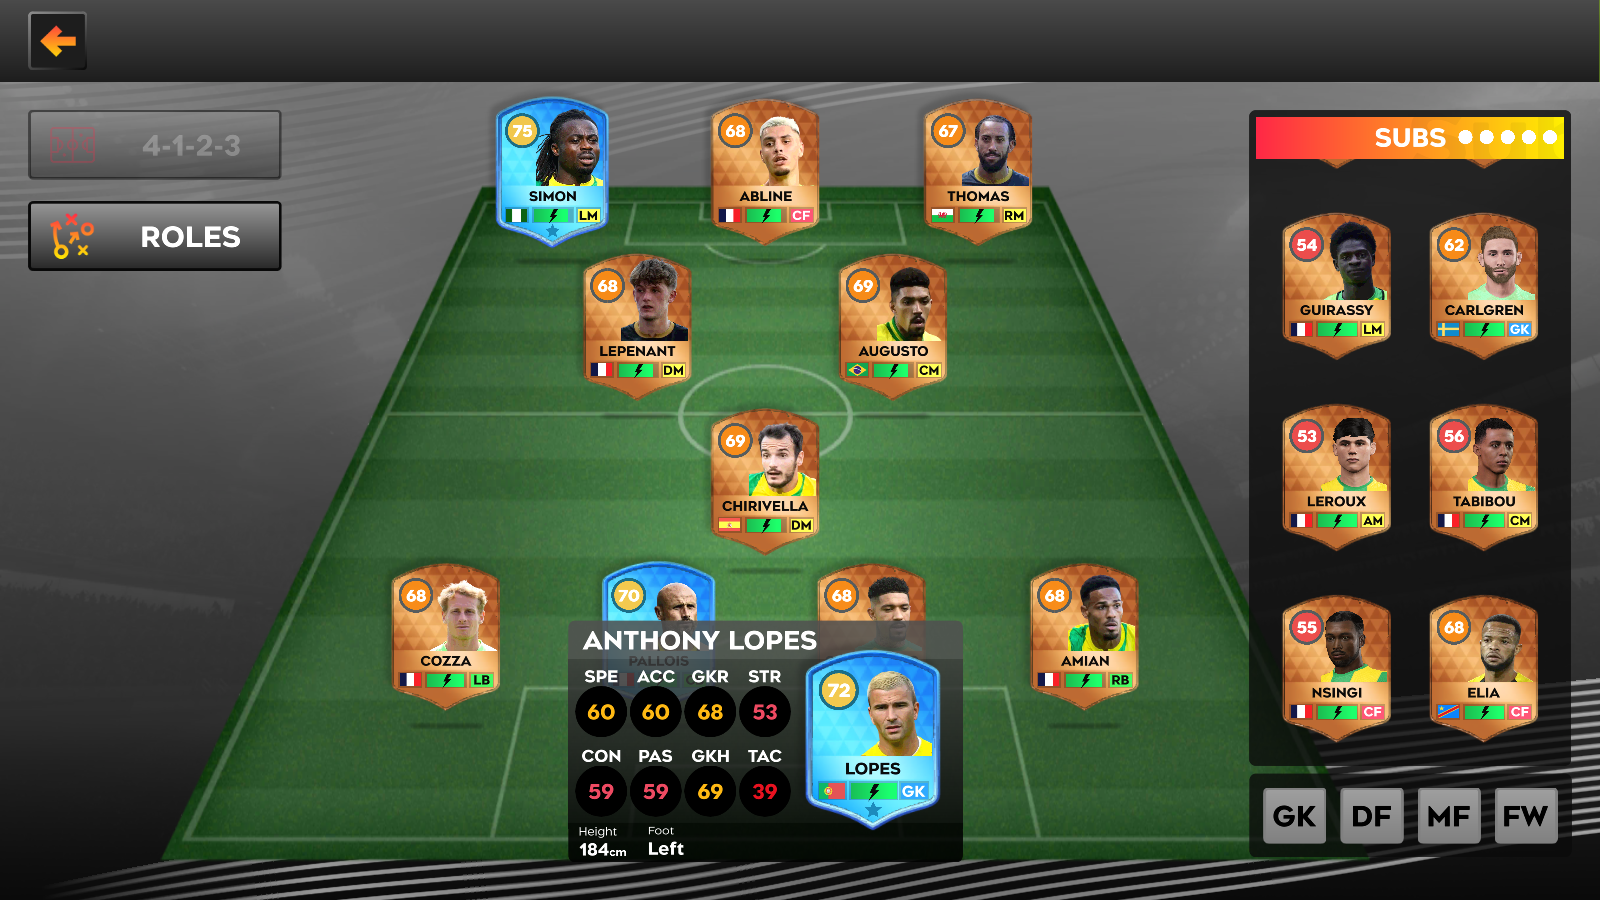 4-1-2-3
ROLES
75
SIMON
LM
68
ABLINE
CF
67
THOMAS
RM
68
LEPENANT
DM
69
AUGUSTO
CM
69
CHIRIVELLA
DM
68
COZZA
LB
70
PALLOIS
68
68
AMIAN
RB
ANTHONY LOPES
SPE ACC GKR STR
60 60 68 53
CON PAS GKH TAC
59 59 69 39
Height
184cm
Foot
Left
72
LOPES
GK
SUBS
54
GUIRASSY
LM
62
CARLGREN
GK
53
LEROUX
AM
56
TABIBOU
CM
55
NSINGI
CF
68
ELIA
CF
GK DF MF FW